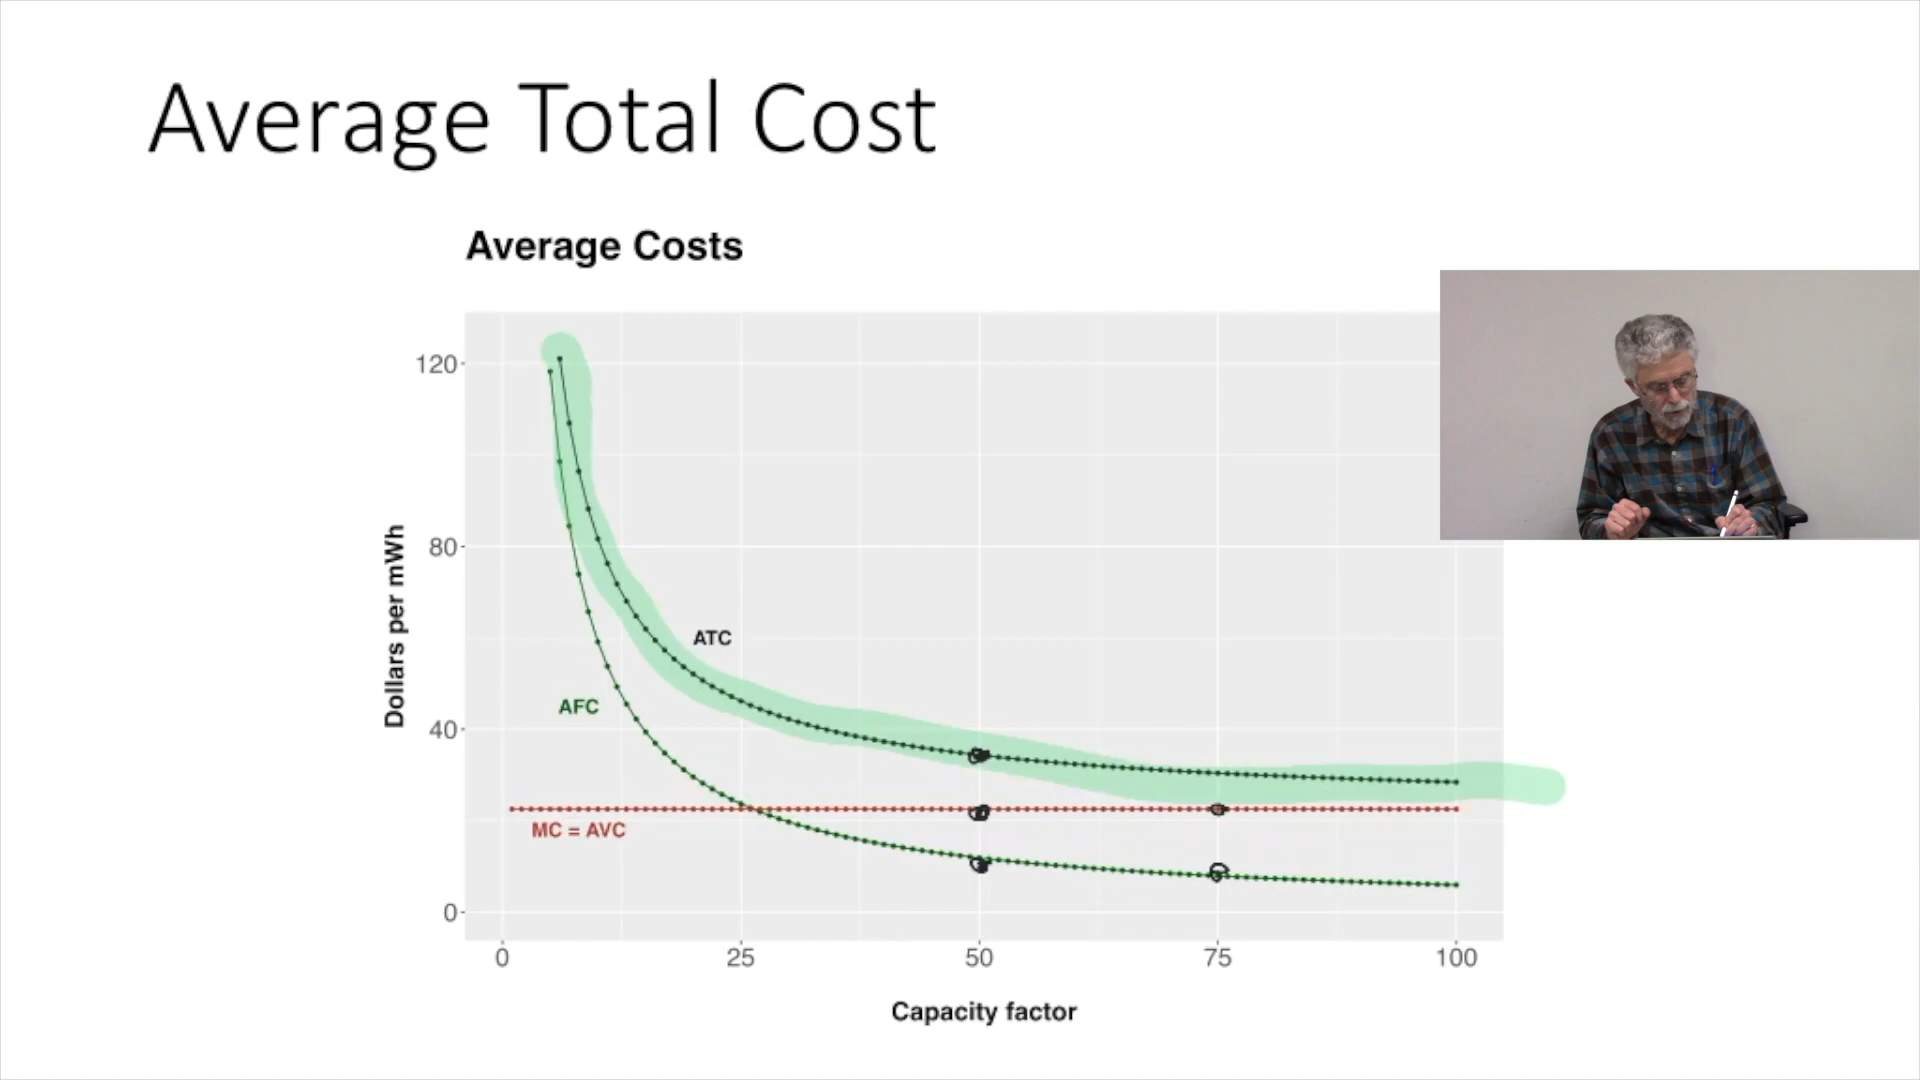 Average Total Cost
Average Costs
120
80
40
0
Dollars per mWh
ATC
AFC
MC = AVC
0 25 50 75 100
Capacity factor